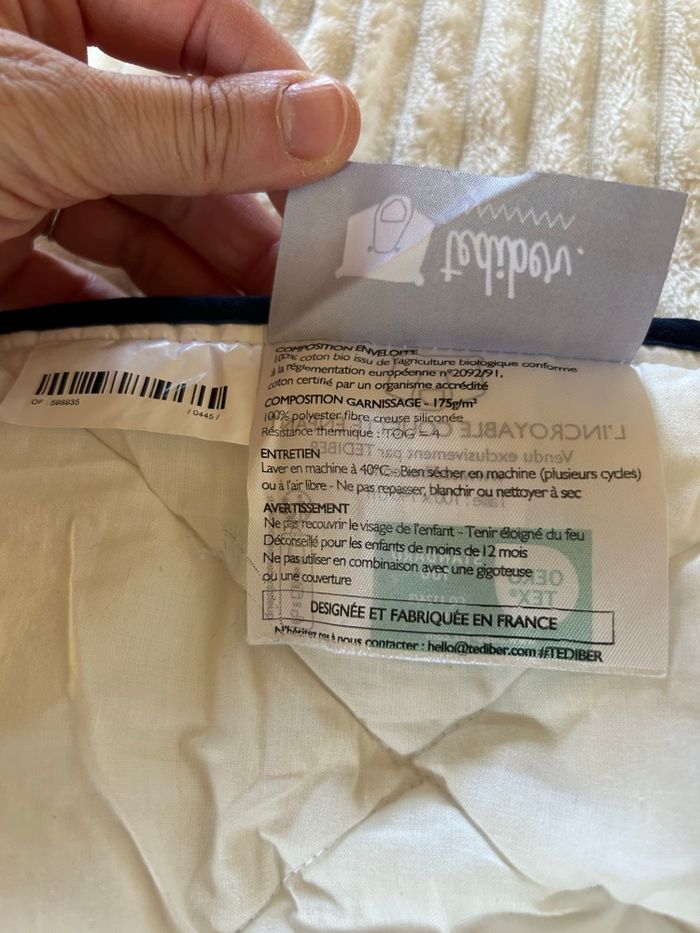 tediber.
OF : 598935
/ 0445 /
COMPOSITION ENVELOPPE
100% coton bio issu de l'agriculture biologique conforme
à la réglementation européenne n°2092/91,
coton certifié par un organisme accrédité
COMPOSITION GARNISSAGE - 175g/m²
100% polyester fibre creuse siliconée
Résistance thermique : TOG
L'INCROYABLE ENFANT
Vendu exclusivement par TEDIBER
ENTRETIEN
Laver en machine à 40°C - Bien sécher en machine (plusieurs cycles)
ou à l'air libre - Ne pas repasser, blanchir ou nettoyer à sec
AVERTISSEMENT
Ne pas recouvrir le visage de l'enfant - Tenir éloigné du feu
Déconseillé pour les enfants de moins de 12 mois
Ne pas utiliser en combinaison avec une gigoteuse
ou une couverture
OEKO
TEX®
DESIGNÉE ET FABRIQUÉE EN FRANCE
N'hésitez pas à nous contacter : hello@tediber.com #TEDIBER